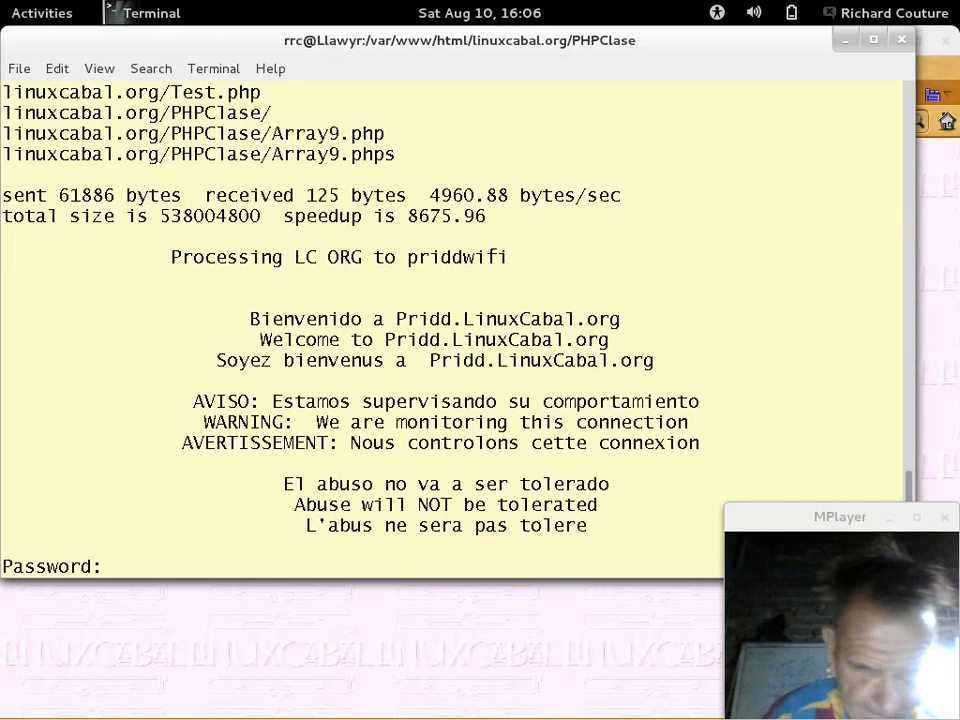 Activities Terminal Sat Aug 10, 16:06 Richard Couture
rrc@Llawyr:/var/www/html/linuxcabal.org/PHPClase
File Edit View Search Terminal Help
linuxcabal.org/Test.php
linuxcabal.org/PHPClase/
linuxcabal.org/PHPClase/Array9.php
linuxcabal.org/PHPClase/Array9.phps
sent 61886 bytes received 125 bytes 4960.88 bytes/sec
total size is 538004800 speedup is 8675.96
Processing LC ORG to priddwifi
Bienvenido a Pridd.LinuxCabal.org
Welcome to Pridd.LinuxCabal.org
Soyez bienvenus a Pridd.LinuxCabal.org
AVISO: Estamos supervisando su comportamiento
WARNING: We are monitoring this connection
AVERTISSEMENT: Nous controlons cette connexion
El abuso no va a ser tolerado
Abuse will NOT be tolerated
L'abus ne sera pas tolere
Password:
MPlayer
LINUXCABAL